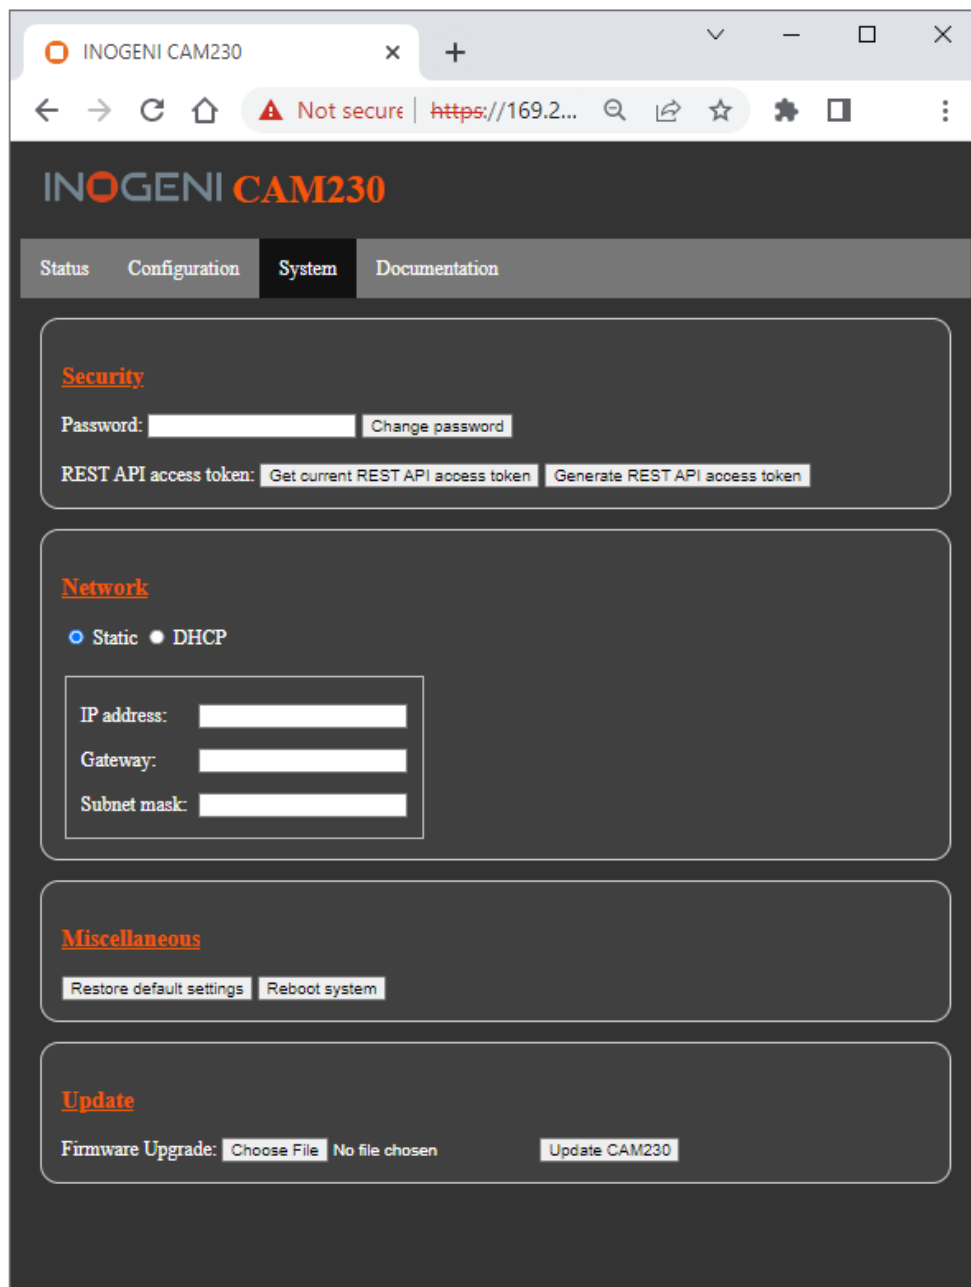 INOGENI CAM230
Not secure https://169.2...
INOGENI CAM230
Status Configuration System Documentation
Security
Password: Change password
REST API access token: Get current REST API access token Generate REST API access token
Network
Static DHCP
IP address:
Gateway:
Subnet mask:
Miscellaneous
Restore default settings Reboot system
Update
Firmware Upgrade: Choose File No file chosen Update CAM230